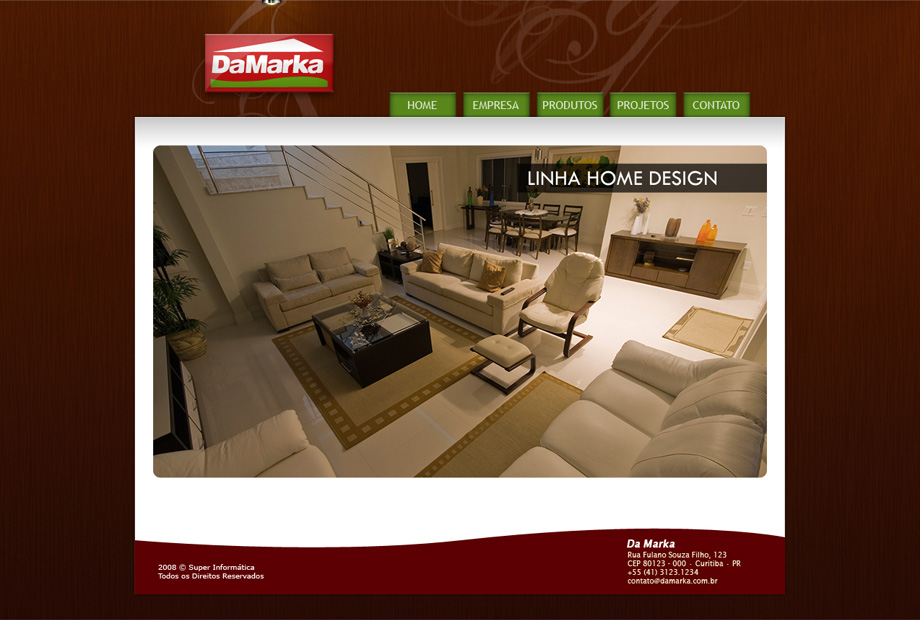 DaMarka
HOME
EMPRESA
PRODUTOS
PROJETOS
CONTATO
LINHA HOME DESIGN
2008 © Super Informática
Todos os Direitos Reservados
Da Marka
Rua Fulano Souza Filho, 123
CEP 80123 - 000 - Curitiba - PR
+55 (41) 3123.1234
contato@damarka.com.br